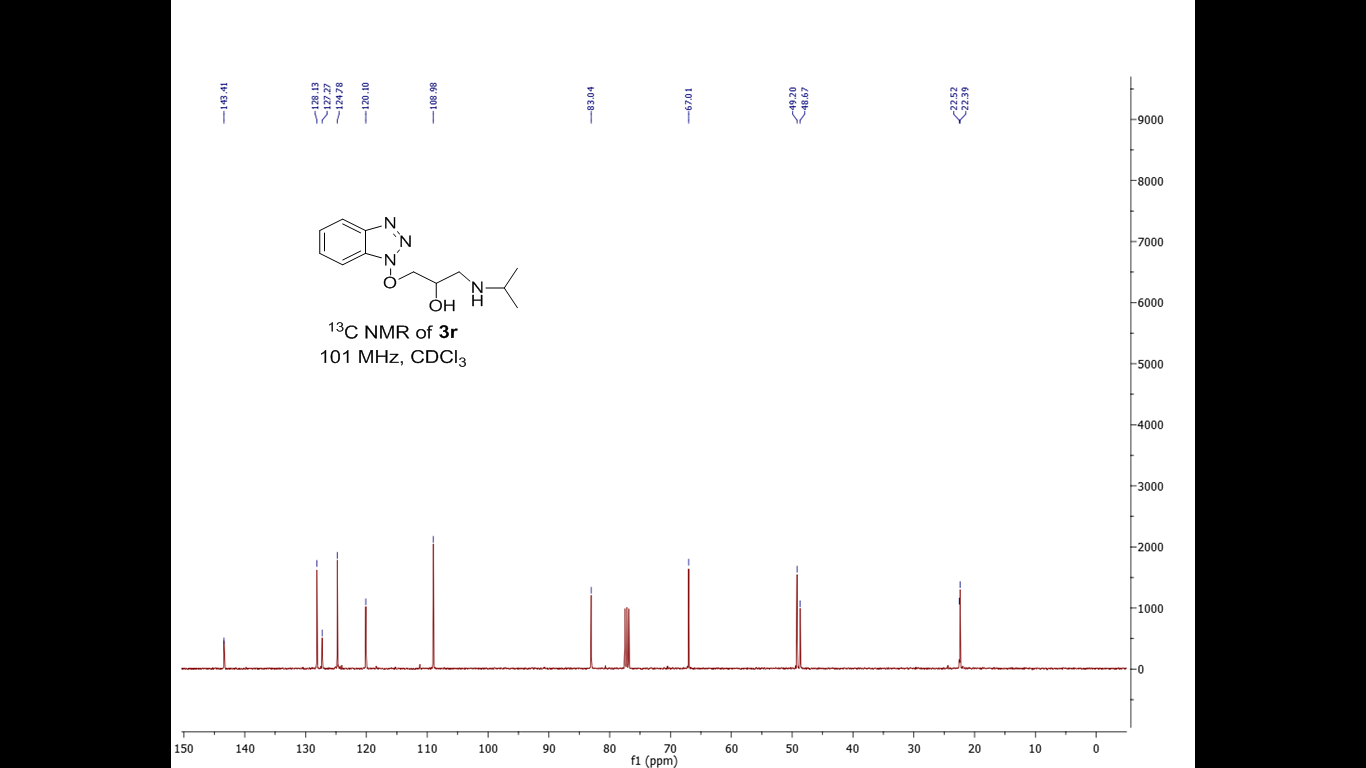 143.41
128.13
127.27
124.78
120.10
108.98
83.04
67.01
49.20
48.67
22.52
22.39
N
N
N
O
OH
N
H
¹³C NMR of 3r
101 MHz, CDCl₃
9000
8000
7000
6000
5000
4000
3000
2000
1000
0
150 140 130 120 110 100 90 80 70 60 50 40 30 20 10 0
f1 (ppm)